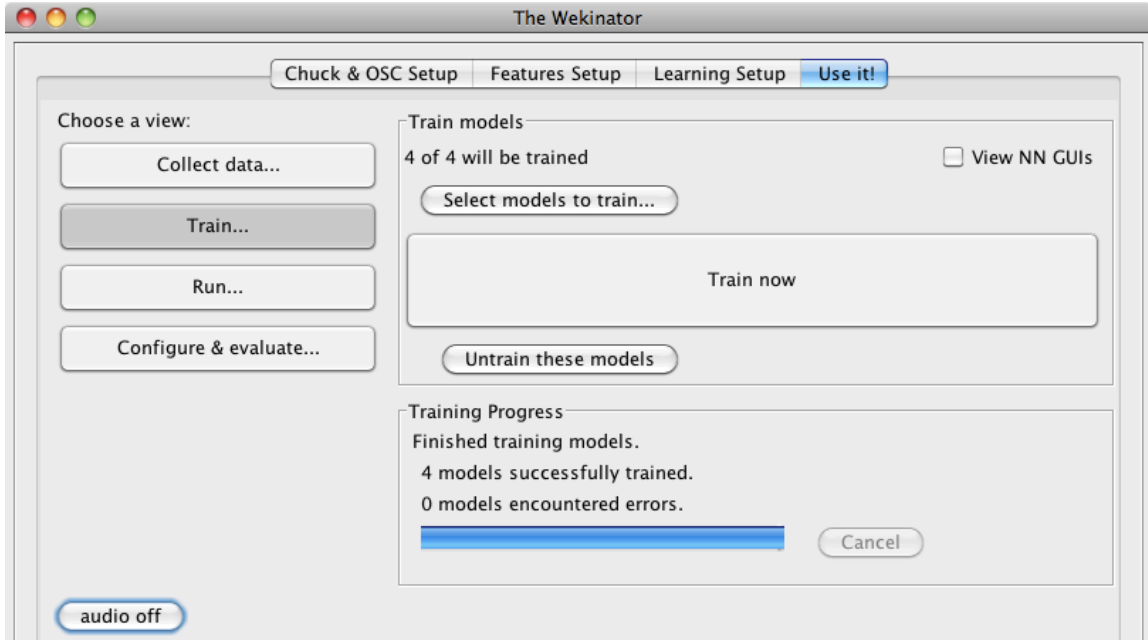 The Wekinator
Chuck & OSC Setup Features Setup Learning Setup Use it!
Choose a view:
Collect data...
Train...
Run...
Configure & evaluate...
Train models
4 of 4 will be trained
View NN GUIs
Select models to train...
Train now
Untrain these models
Training Progress
Finished training models.
4 models successfully trained.
0 models encountered errors.
Cancel
audio off